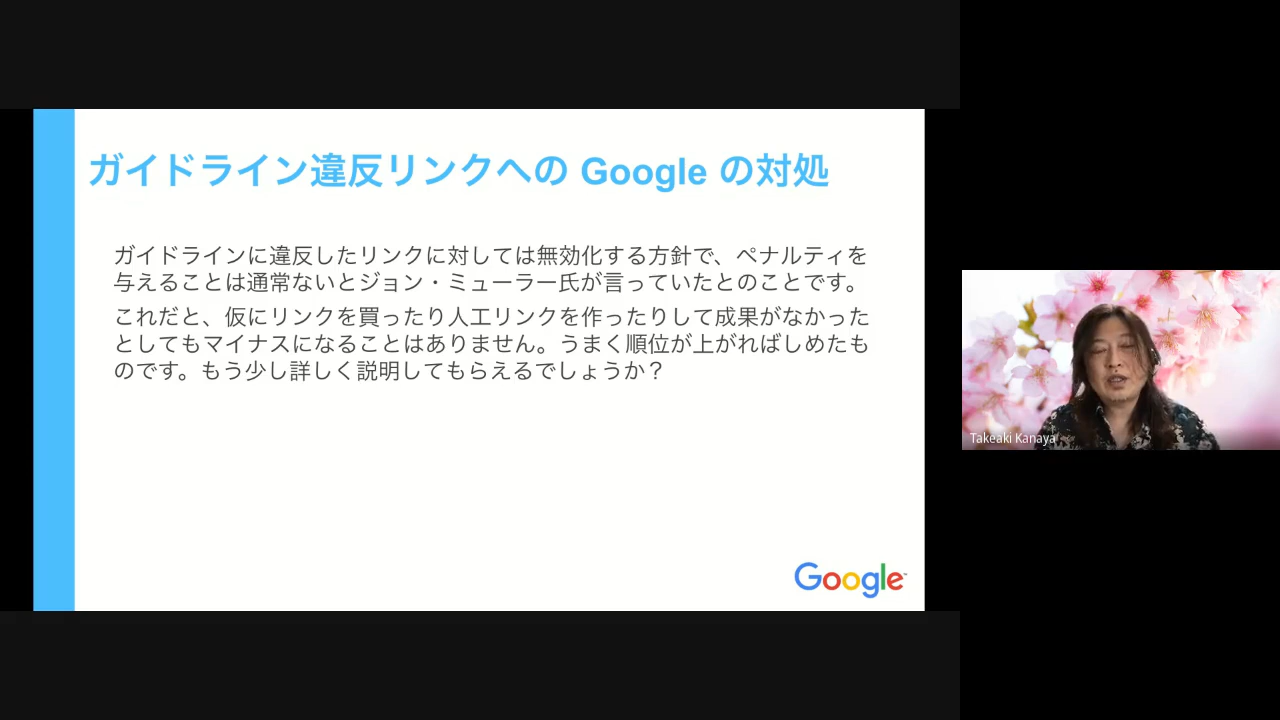 ガイドライン違反リンクへの Google の対処
ガイドラインに違反したリンクに対しては無効化する方針で、ペナルティを
与えることは通常ないとジョン・ミューラー氏が言っていたとのことです。
これだと、仮にリンクを買ったり人工リンクを作ったりして成果がなかった
としてもマイナスになることはありません。うまく順位が上がればしめたも
のです。もう少し詳しく説明してもらえるでしょうか？
Google
Takeaki Kanaya